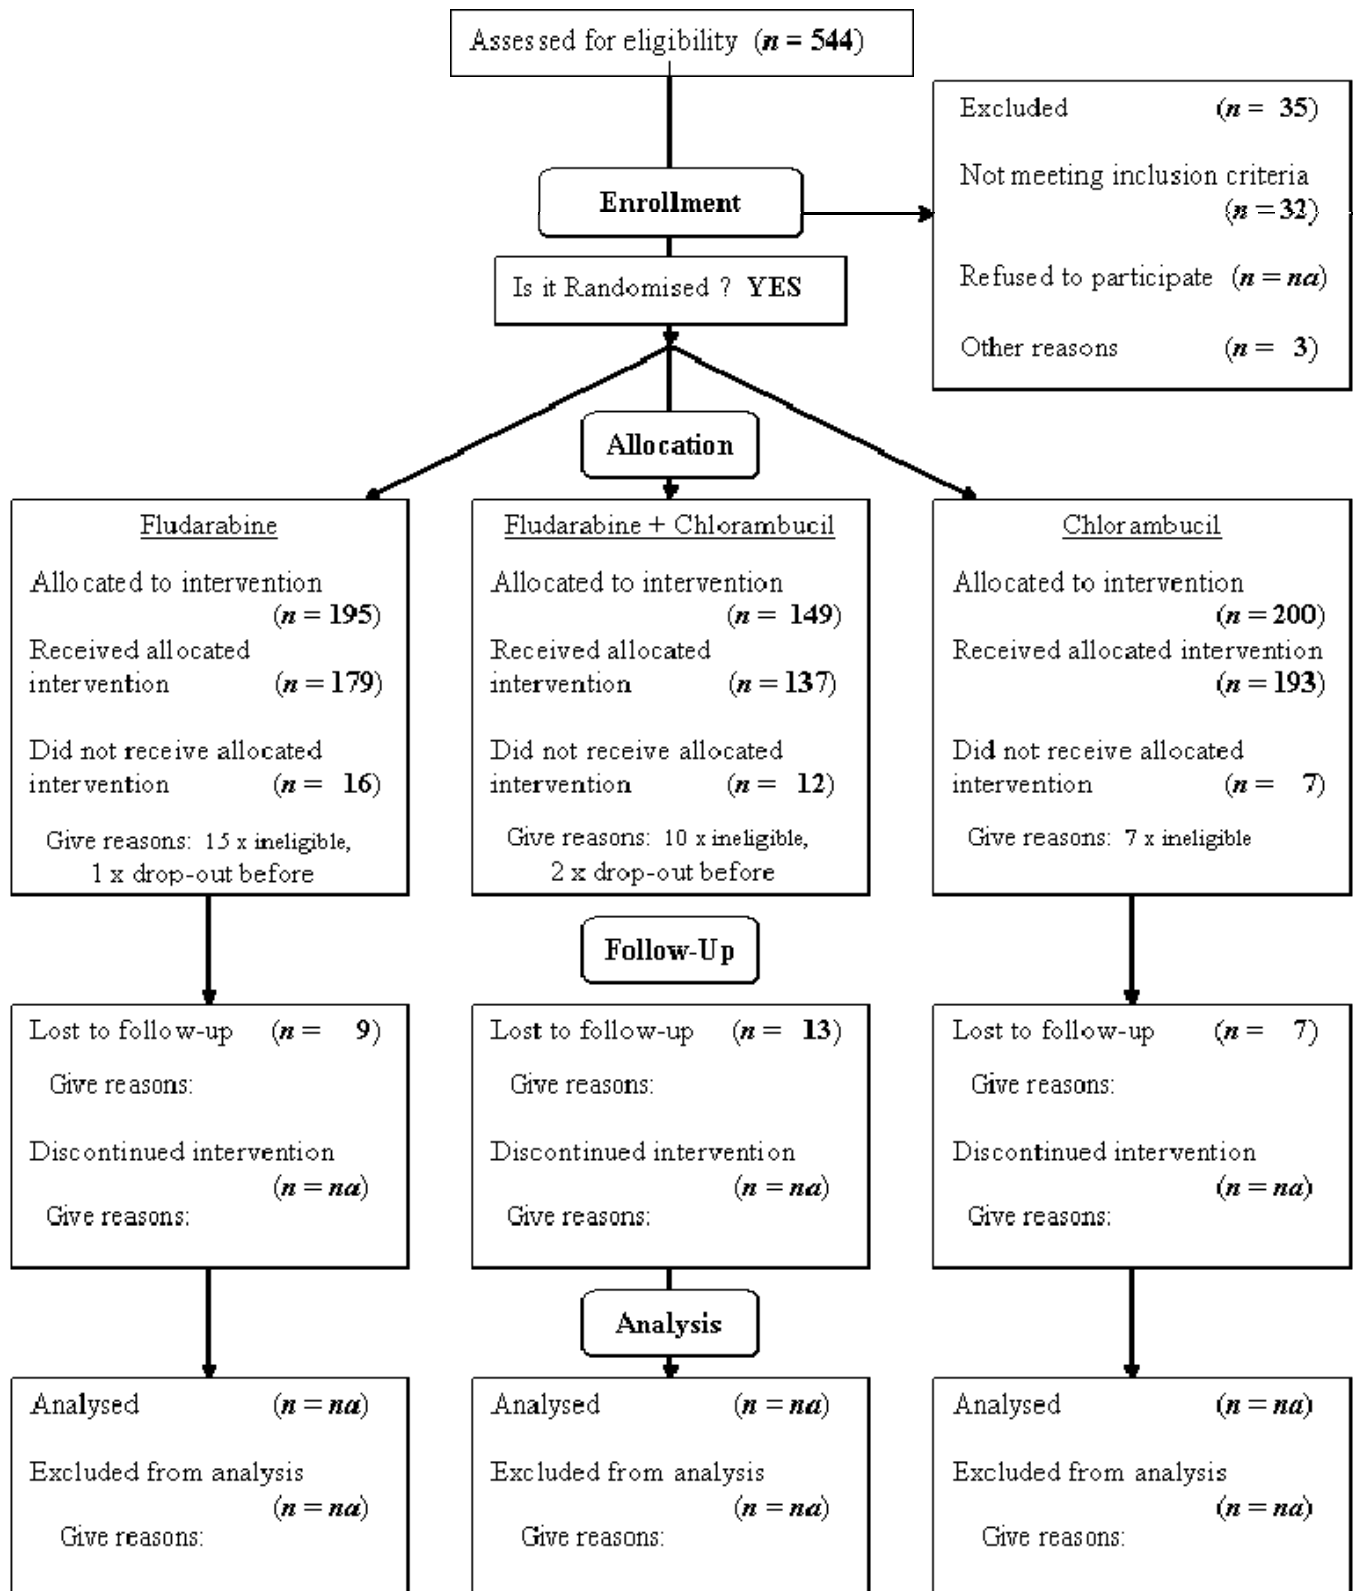 Assessed for eligibility (n = 544)
Excluded (n = 35)
Not meeting inclusion criteria
(n = 32)
Refused to participate (n = na)
Other reasons (n = 3)
Enrollment
Is it Randomised ? YES
Allocation
Fludarabine
Allocated to intervention
(n = 195)
Received allocated
intervention (n = 179)
Did not receive allocated
intervention (n = 16)
Give reasons: 15 x ineligible,
1 x drop-out before
Fludarabine + Chlorambucil
Allocated to intervention
(n = 149)
Received allocated
intervention (n = 137)
Did not receive allocated
intervention (n = 12)
Give reasons: 10 x ineligible,
2 x drop-out before
Chlorambucil
Allocated to intervention
(n = 200)
Received allocated intervention
(n = 193)
Did not receive allocated
intervention (n = 7)
Give reasons: 7 x ineligible
Follow-Up
Lost to follow-up (n = 9)
Give reasons:
Discontinued intervention
(n = na)
Give reasons:
Lost to follow-up (n = 13)
Give reasons:
Discontinued intervention
(n = na)
Give reasons:
Lost to follow-up (n = 7)
Give reasons:
Discontinued intervention
(n = na)
Give reasons:
Analysis
Analysed (n = na)
Excluded from analysis
(n = na)
Give reasons:
Analysed (n = na)
Excluded from analysis
(n = na)
Give reasons:
Analysed (n = na)
Excluded from analysis
(n = na)
Give reasons: